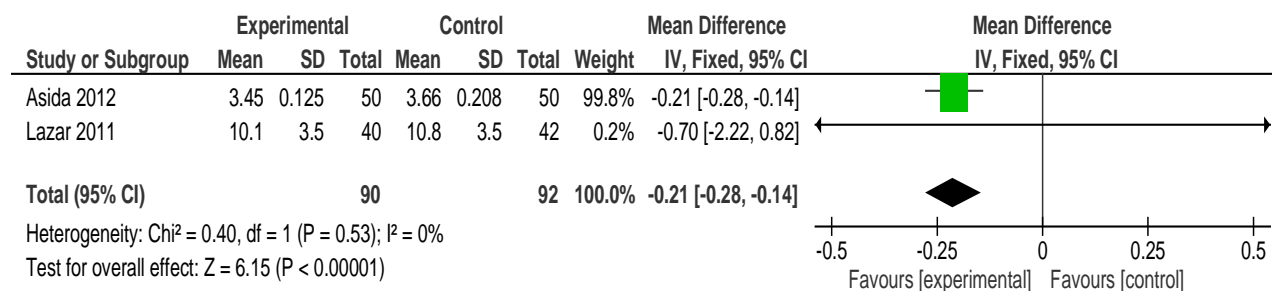 Experimental Control Mean Difference Mean Difference
Study or Subgroup Mean SD Total Mean SD Total Weight IV, Fixed, 95% CI IV, Fixed, 95% CI
Asida 2012 3.45 0.125 50 3.66 0.208 50 99.8% -0.21 [-0.28, -0.14]
Lazar 2011 10.1 3.5 40 10.8 3.5 42 0.2% -0.70 [-2.22, 0.82]
Total (95% CI) 90 92 100.0% -0.21 [-0.28, -0.14]
Heterogeneity: Chi² = 0.40, df = 1 (P = 0.53); I² = 0%
Test for overall effect: Z = 6.15 (P < 0.00001)
-0.5 -0.25 0 0.25 0.5
Favours [experimental] Favours [control]